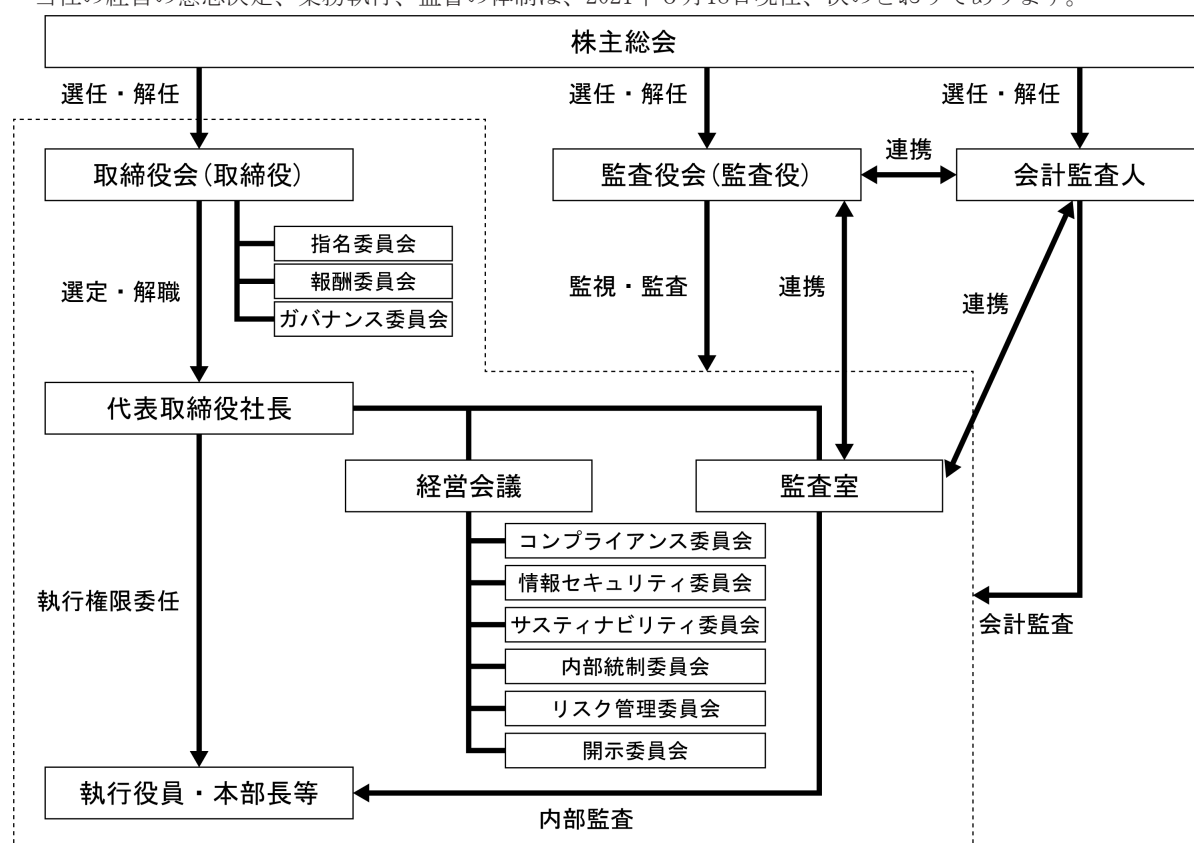 株主総会
選任・解任
選任・解任
選任・解任
取締役会(取締役)
監査役会(監査役)
連携
会計監査人
指名委員会
報酬委員会
ガバナンス委員会
選定・解職
監視・監査
連携
連携
代表取締役社長
経営会議
監査室
コンプライアンス委員会
情報セキュリティ委員会
サスティナビリティ委員会
内部統制委員会
リスク管理委員会
開示委員会
執行権限委任
会計監査
執行役員・本部長等
内部監査